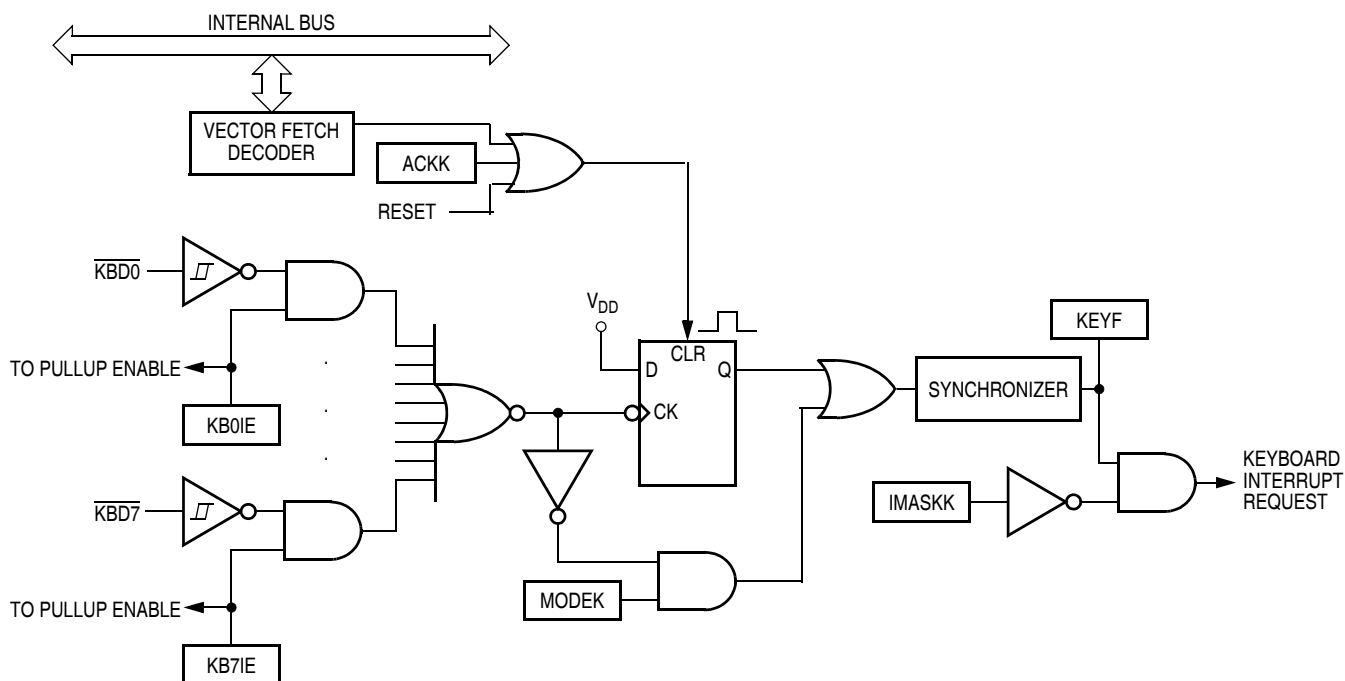 INTERNAL BUS
VECTOR FETCH
DECODER
ACKK
RESET
KBD0
VDD
KEYF
CLR
D
Q
TO PULLUP ENABLE
SYNCHRONIZER
CK
KB0IE
KEYBOARD
INTERRUPT
REQUEST
IMASKK
KBD7
MODEK
TO PULLUP ENABLE
KB7IE